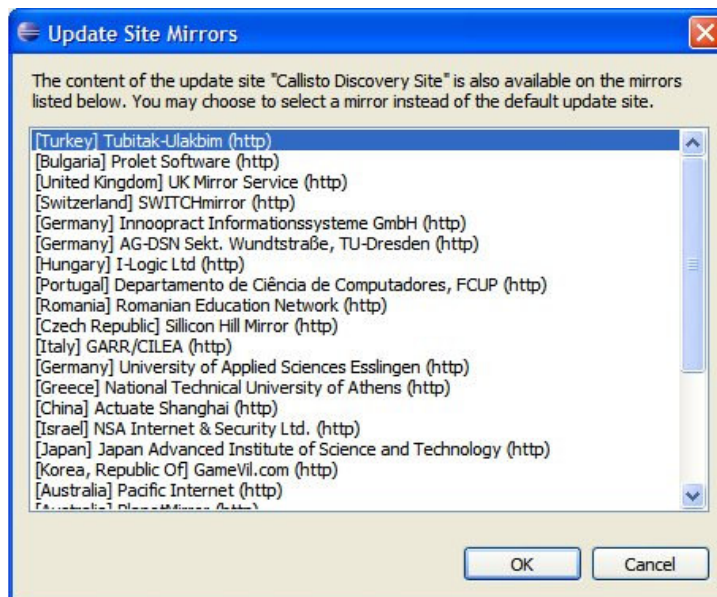 Update Site Mirrors
The content of the update site "Callisto Discovery Site" is also available on the mirrors
listed below. You may choose to select a mirror instead of the default update site.
[Turkey] Tubitak-Ulakbim (http)
[Bulgaria] Prolet Software (http)
[United Kingdom] UK Mirror Service (http)
[Switzerland] SWITCHmirror (http)
[Germany] Innoopract Informationssysteme GmbH (http)
[Germany] AG-DSN Sekt. Wundtstraße, TU-Dresden (http)
[Hungary] I-Logic Ltd (http)
[Portugal] Departamento de Ciência de Computadores, FCUP (http)
[Romania] Romanian Education Network (http)
[Czech Republic] Sillicon Hill Mirror (http)
[Italy] GARR/CILEA (http)
[Germany] University of Applied Sciences Esslingen (http)
[Greece] National Technical University of Athens (http)
[China] Actuate Shanghai (http)
[Israel] NSA Internet & Security Ltd. (http)
[Japan] Japan Advanced Institute of Science and Technology (http)
[Korea, Republic Of] GameVil.com (http)
[Australia] Pacific Internet (http)
[Australia] PlanetMirror (http)
OK Cancel